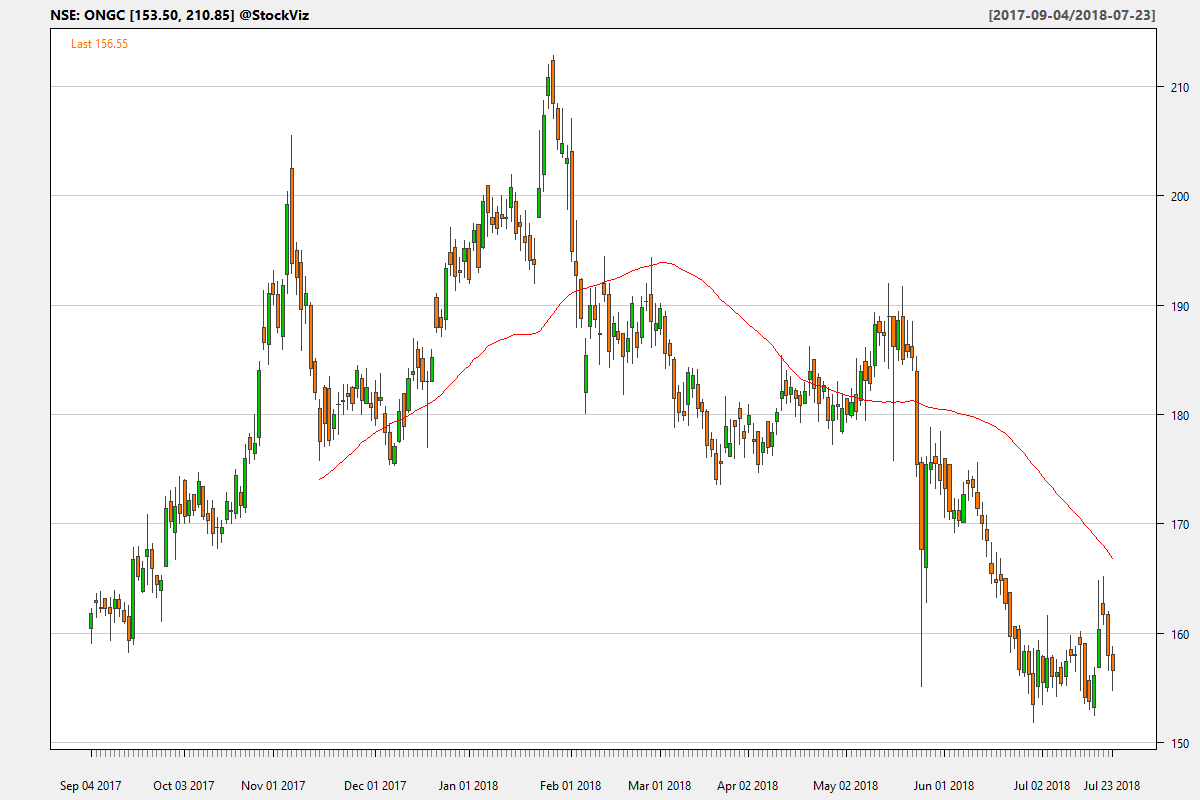 NSE: ONGC [153.50, 210.85] @StockViz
[2017-09-04/2018-07-23]
Last 156.55
210
200
190
180
170
160
150
Sep 04 2017
Oct 03 2017
Nov 01 2017
Dec 01 2017
Jan 01 2018
Feb 01 2018
Mar 01 2018
Apr 02 2018
May 02 2018
Jun 01 2018
Jul 02 2018
Jul 23 2018